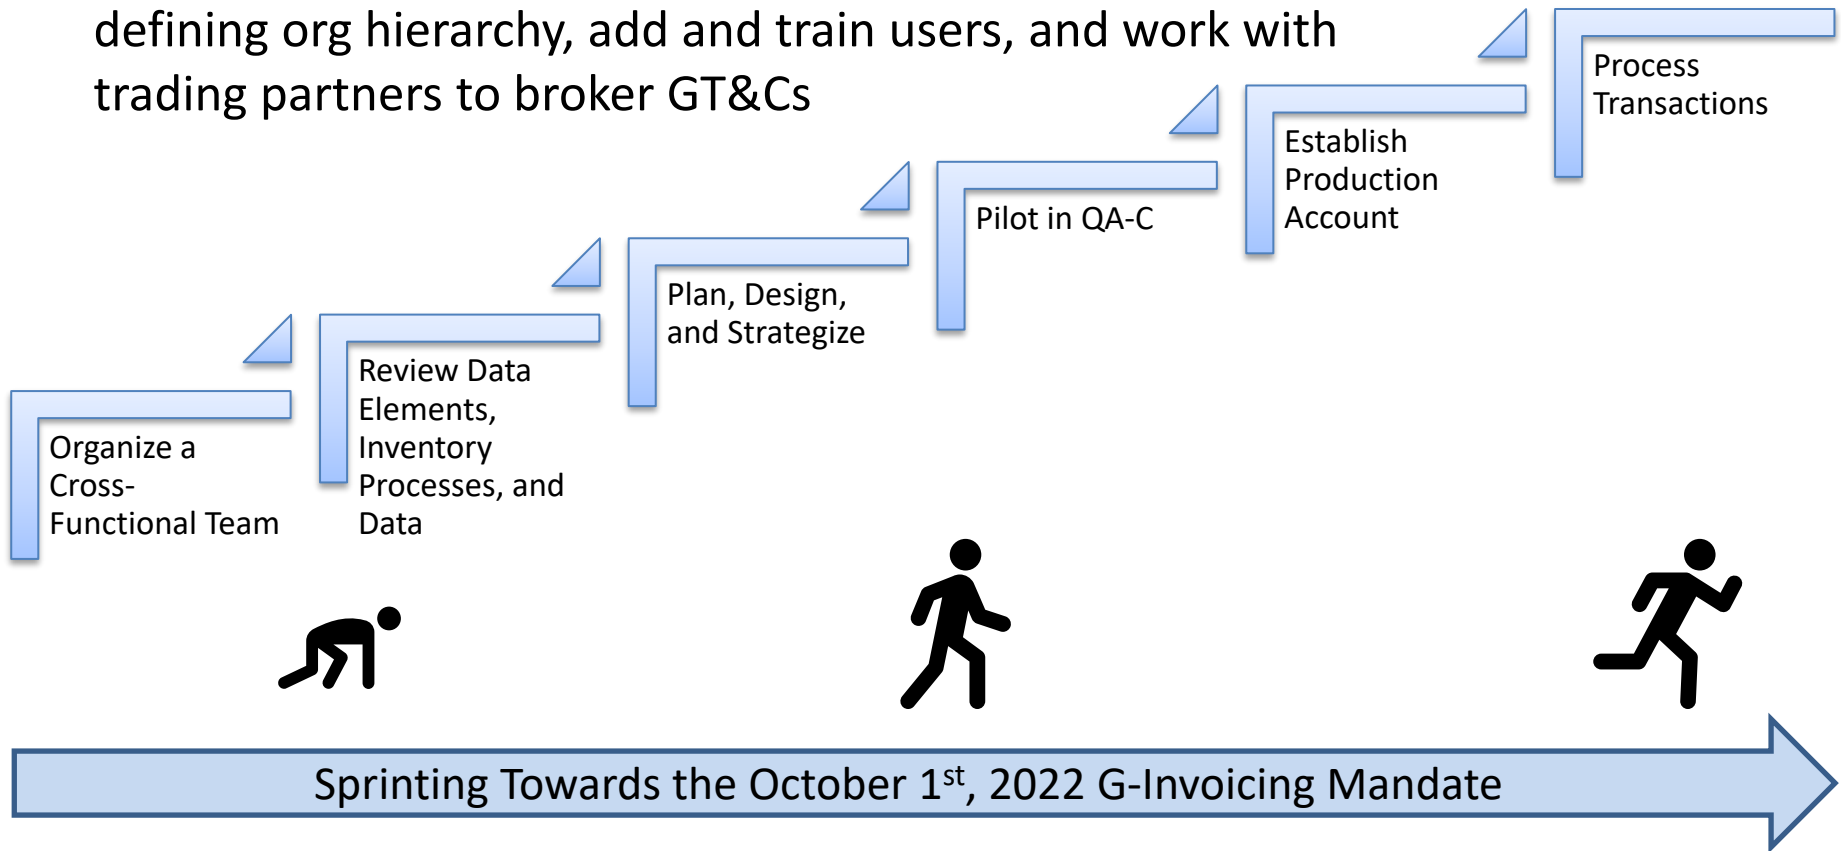 defining org hierarchy, add and train users, and work with
trading partners to broker GT&Cs
Process
Transactions
Establish
Production
Account
Pilot in QA-C
Plan, Design,
and Strategize
Review Data
Elements,
Inventory
Processes, and
Data
Organize a
Cross-
Functional Team
Sprinting Towards the October 1st, 2022 G-Invoicing Mandate